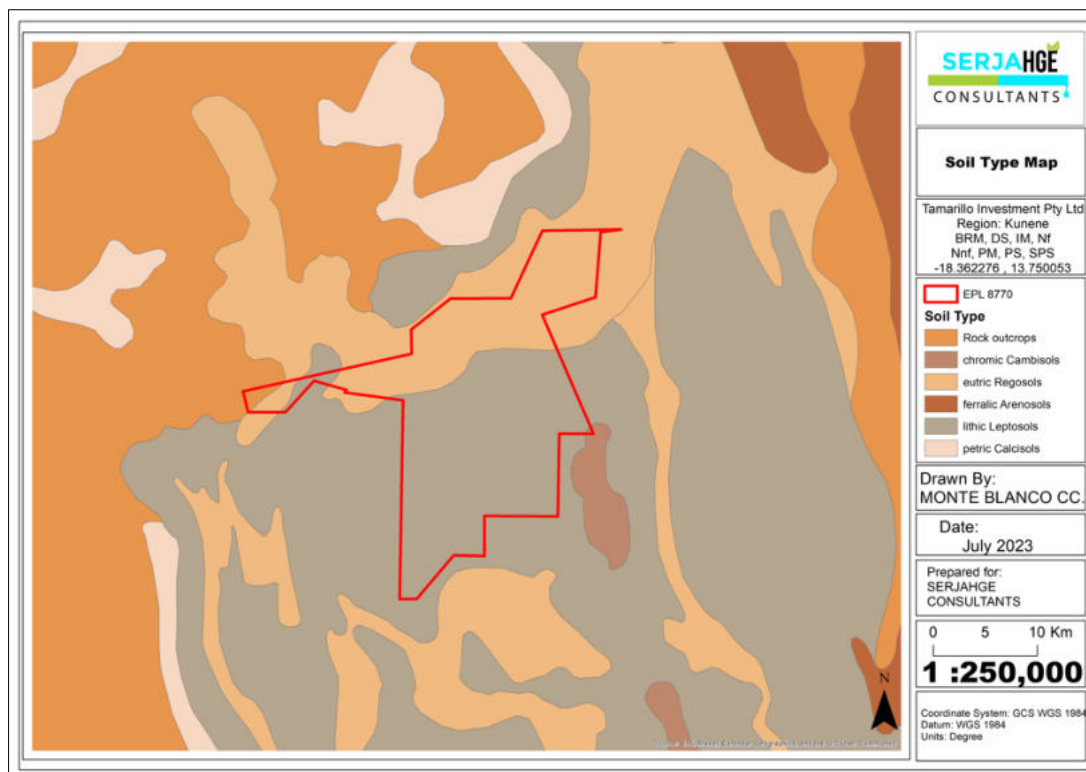 SERJAHGE
CONSULTANTS
Soil Type Map
Tamarillo Investment Pty Ltd
Region: Kunene
BRM, DS, IM, Nf
Nnf, PM, PS, SPS
-18.362276 , 13.750053
EPL 8770
Soil Type
Rock outcrops
chromic Cambisols
eutric Regosols
ferralic Arenosols
lithic Leptosols
petric Calcisols
Drawn By:
MONTE BLANCO CC.
Date:
July 2023
Prepared for:
SERJAHGE
CONSULTANTS
0 5 10 Km
1 :250,000
N
Coordinate System: GCS WGS 1984
Datum: WGS 1984
Units: Degree